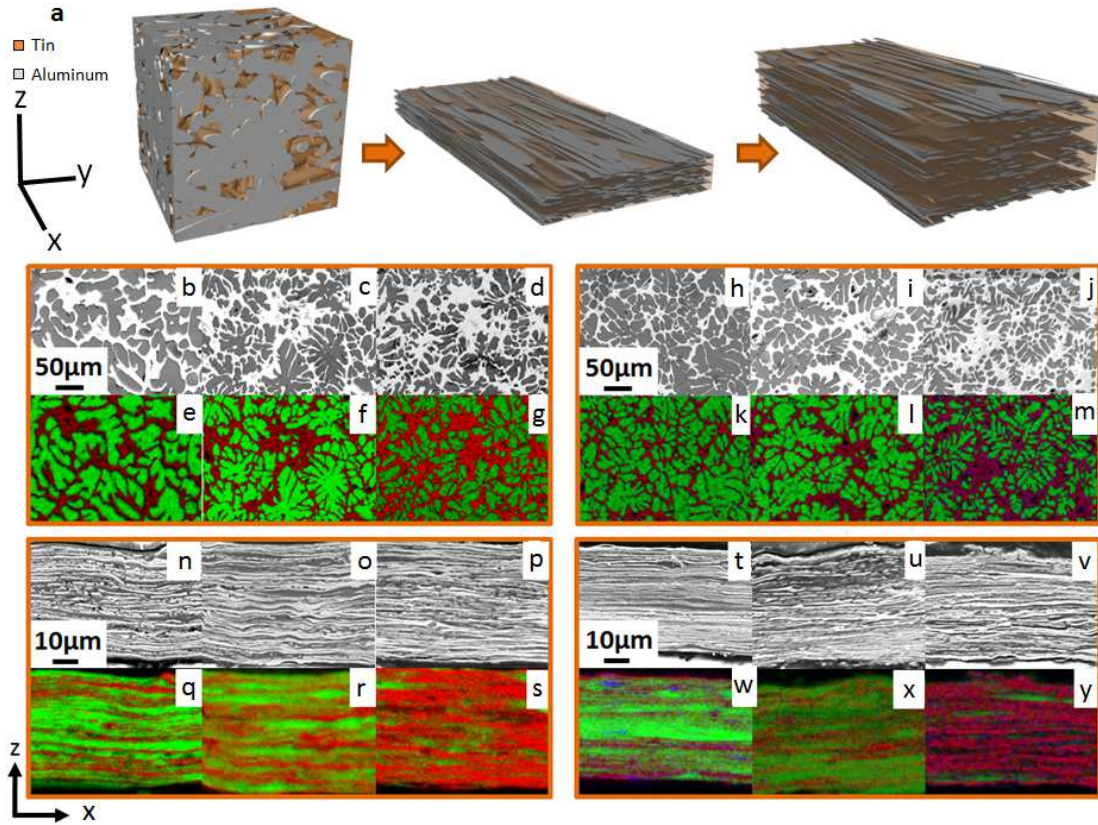 a
Tin
Aluminum
z
y
x
b c d
50µm
e f g
h i j
50µm
k l m
n o p
10µm
q r s
t u v
10µm
w x y
z
x